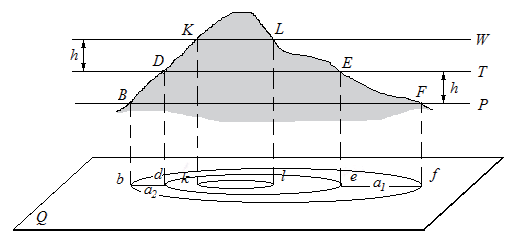 K L W
h
D E T
h
B F P
b d k l e f
a2 a1
Q